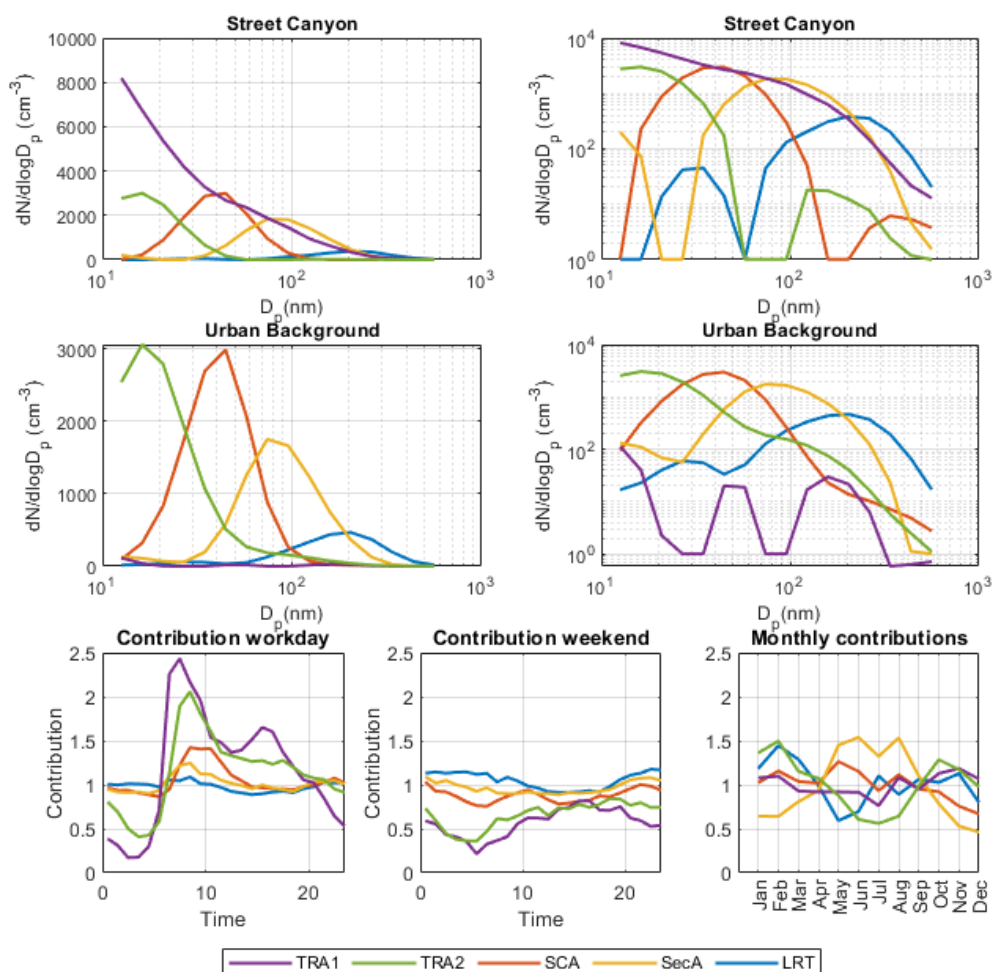 Street Canyon
Street Canyon
dN/dlogD_p (cm^-3)
10000
8000
6000
4000
2000
0
10^1
10^2
10^3
D_p(nm)
dN/dlogD_p (cm^-3)
10^4
10^2
10^0
10^1
10^2
10^3
D_p(nm)
Urban Background
Urban Background
dN/dlogD_p (cm^-3)
3000
2000
1000
0
10^1
10^2
10^3
D_p(nm)
dN/dlogD_p (cm^-3)
10^4
10^2
10^0
10^1
10^2
10^3
D_p(nm)
Contribution workday
Contribution
2.5
2
1.5
1
0.5
0
0
10
20
Time
Contribution weekend
Contribution
2.5
2
1.5
1
0.5
0
0
10
20
Time
Monthly contributions
2.5
2
1.5
1
0.5
0
Jan
Feb
Mar
Apr
May
Jun
Jul
Aug
Sep
Oct
Nov
Dec
TRA1 TRA2 SCA SecA LRT